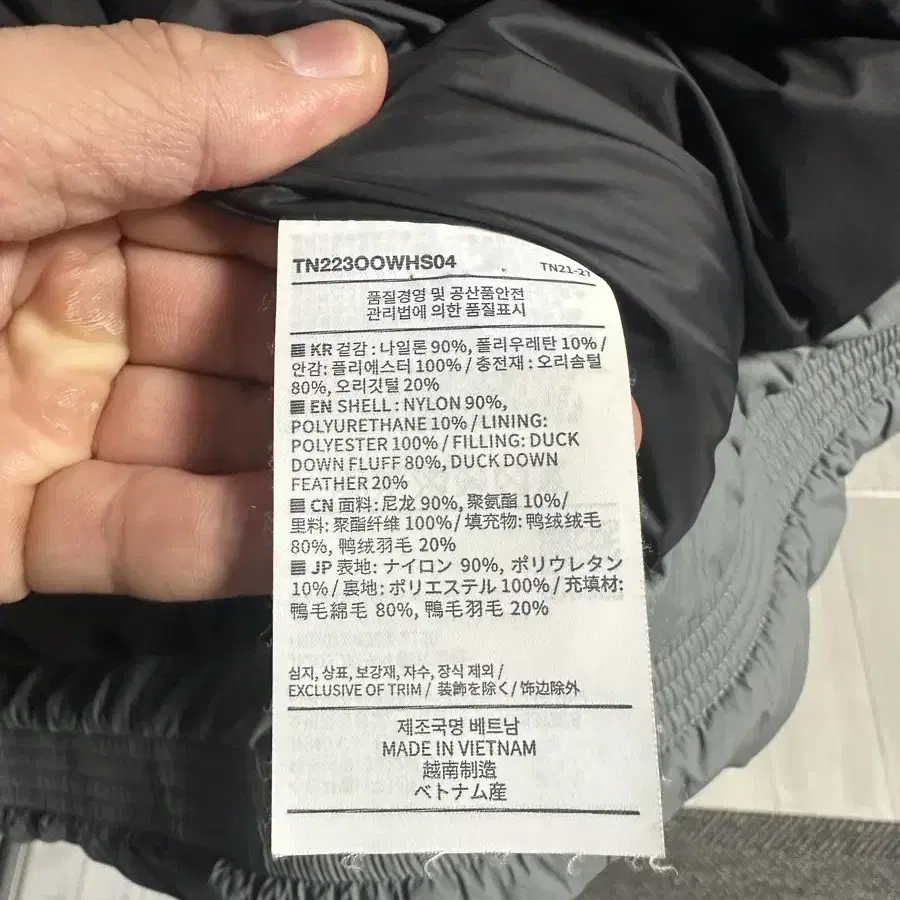 TN223OOWHS04
TN21-2Y
품질경영 및 공산품안전
관리법에 의한 품질표시
KR 겉감 : 나일론 90%, 폴리우레탄 10% /
안감: 폴리에스터 100% / 충전재 : 오리솜털
80%, 오리깃털 20%
EN SHELL : NYLON 90%,
POLYURETHANE 10% / LINING:
POLYESTER 100% / FILLING: DUCK
DOWN FLUFF 80%, DUCK DOWN
FEATHER 20%
CN 面料 : 尼龙 90%, 聚氨酯 10%/
里料: 聚酯纤维 100% / 填充物: 鸭绒绒毛
80%, 鸭绒羽毛 20%
JP 表地: ナイロン 90%, ポリウレタン
10% / 裏地: ポリエステル 100% / 充填材:
鴨毛綿毛 80%, 鴨毛羽毛 20%
심지, 상표, 보강재, 자수, 장식 제외 /
EXCLUSIVE OF TRIM / 装飾を除く / 饰边除外
제조국명 베트남
MADE IN VIETNAM
越南制造
ベトナム産